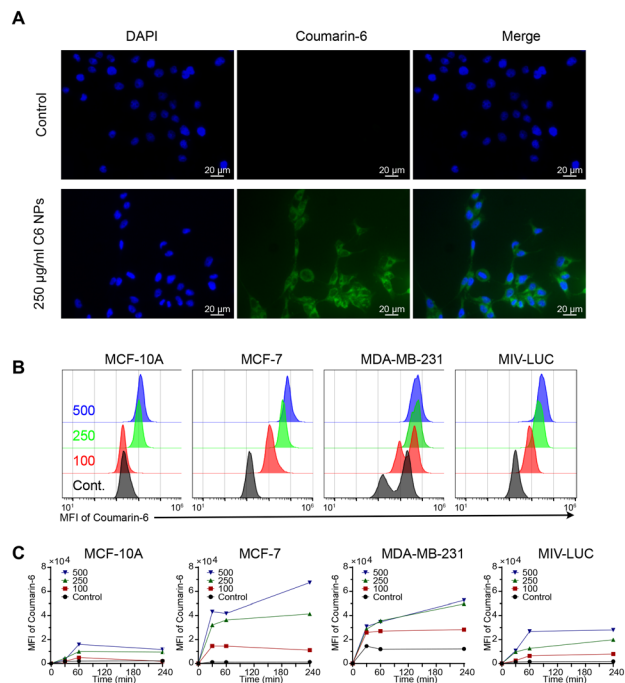 A
DAPI Coumarin-6 Merge
Control
20 μm 20 μm 20 μm
250 μg/ml C6 NPs
20 μm 20 μm 20 μm
B
MCF-10A MCF-7 MDA-MB-231 MIV-LUC
500
250
100
Cont.
10¹ 10⁶ 10¹ 10⁶ 10¹ 10⁶ 10¹ 10⁶
MFI of Coumarin-6
C
MCF-10A MCF-7 MDA-MB-231 MIV-LUC
×10⁴ ×10⁴ ×10⁴ ×10⁴
8 8 8 8
500 500 500 500
250 250 250 250
6 6 6 6
100 100 100 100
Control Control Control Control
4 4 4 4
2 2 2 2
0 0 0 0
MFI of Coumarin-6 MFI of Coumarin-6 MFI of Coumarin-6 MFI of Coumarin-6
0 60 120 180 240 0 60 120 180 240 0 60 120 180 240 0 60 120 180 240
Time (min) Time (min) Time (min) Time (min)